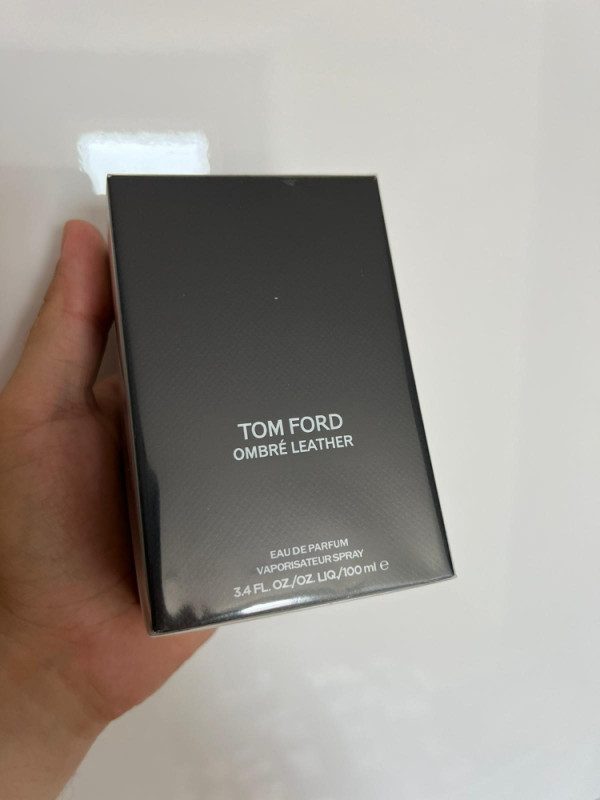 TOM FORD
OMBRÉ LEATHER
EAU DE PARFUM
VAPORISATEUR SPRAY
3.4 FL. OZ./OZ. LIQ./100 ml ℮